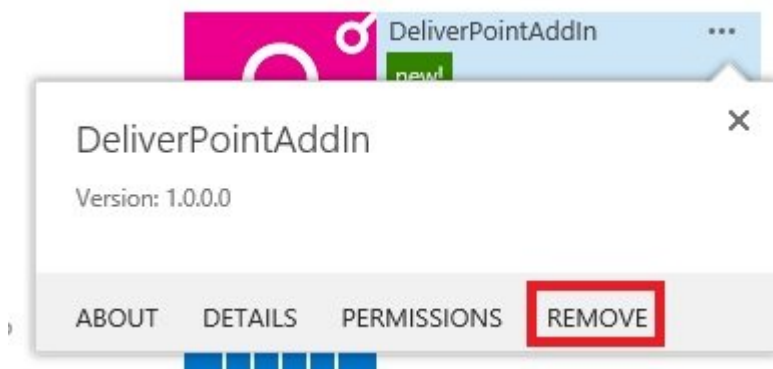 DeliverPointAddIn ...
new!
DeliverPointAddIn
Version: 1.0.0.0
ABOUT DETAILS PERMISSIONS REMOVE